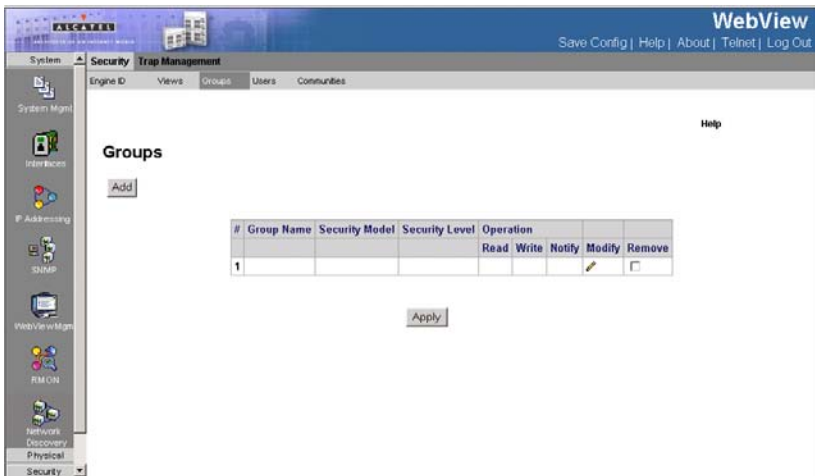 ALCATEL
WebView
Save Config | Help | About | Telnet | Log Out
System
Security Trap Management
Engine ID Views Groups Users Communities
System Mgmt
Help
Groups
Interfaces
Add
IP Addressing
# Group Name Security Model Security Level Operation
Read Write Notify Modify Remove
1
SNMP
WebViewMgm
Apply
RMON
Network
Discovery
Physical
Security